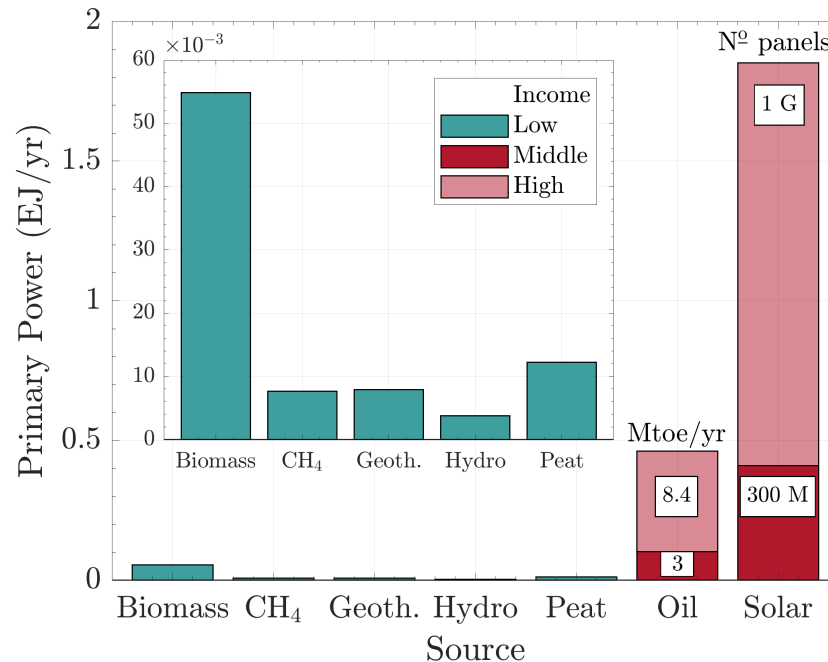 2
Nº panels
×10⁻³
60
Income
1 G
50
Low
Middle
1.5
High
40
Primary Power (EJ/yr)
30
1
20
10
Mtoe/yr
0
0.5
Biomass CH₄ Geoth. Hydro Peat
8.4
300 M
3
0
Biomass CH₄ Geoth. Hydro Peat Oil Solar
Source